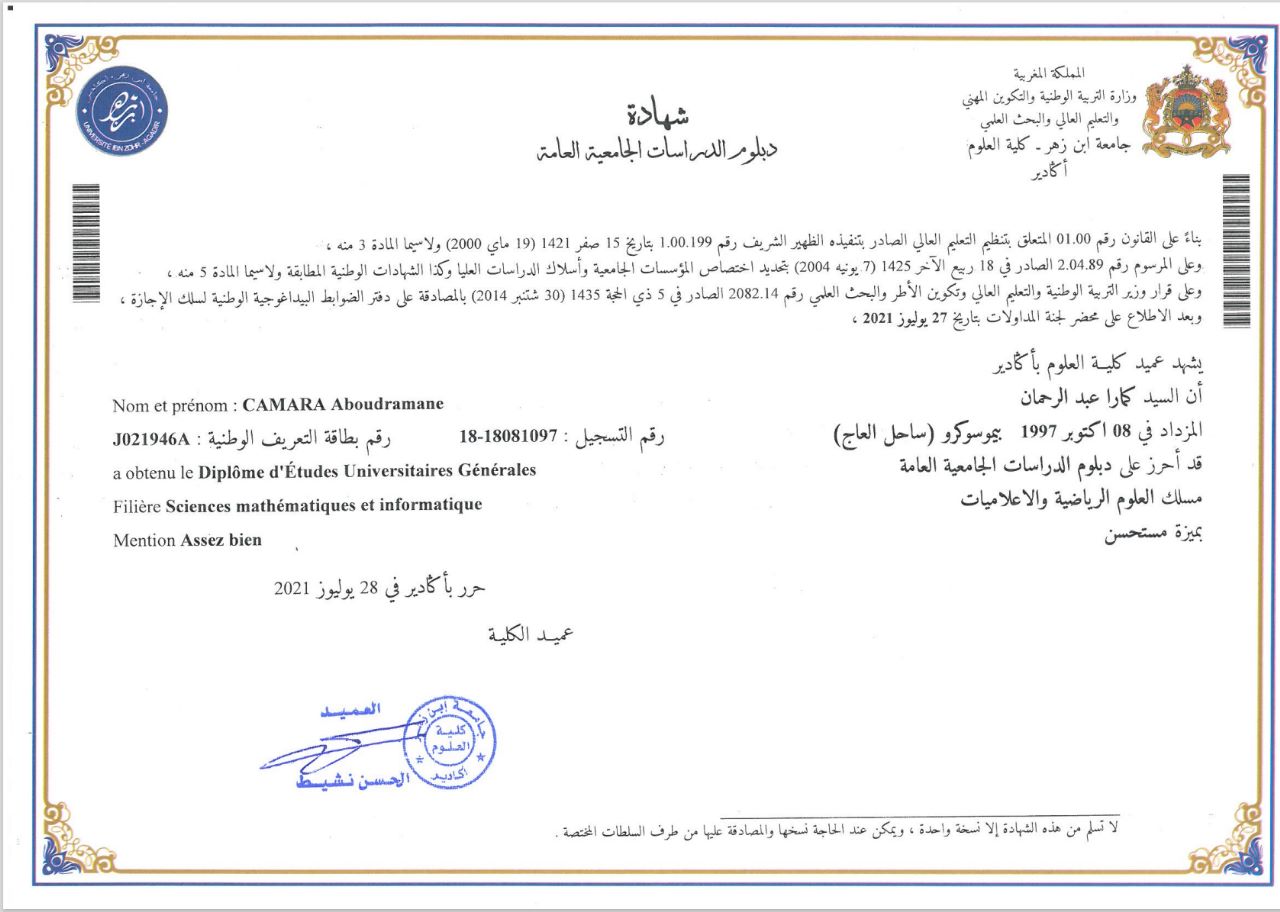 المملكة المغربية
وزارة التربية الوطنية والتكوين المهني
والتعليم العالي والبحث العلمي
جامعة ابن زهر ـ كلية العلوم
أݣادير
UNIVERSITÉ IBN ZOHR - AGADIR
شهادة
دبلوم الدراسات الجامعية العامة
بناءً على القانون رقم 01.00 المتعلق بتنظيم التعليم العالي الصادر بتنفيذه الظهير الشريف رقم 1.00.199 بتاريخ 15 صفر 1421 (19 ماي 2000) ولاسيما المادة 3 منه ،
وعلى المرسوم رقم 2.04.89 الصادر في 18 ربيع الآخر 1425 (7 يونيه 2004) بتحديد اختصاص المؤسسات الجامعية وأسلاك الدراسات العليا وكذا الشهادات الوطنية المطابقة ولاسيما المادة 5 منه ،
وعلى قرار وزير التربية الوطنية والتعليم العالي وتكوين الأطر والبحث العلمي رقم 2082.14 الصادر في 5 ذي الحجة 1435 (30 شتنبر 2014) بالمصادقة على دفتر الضوابط البيداغوجية الوطنية لسلك الإجازة ،
وبعد الاطلاع على محضر لجنة المداولات بتاريخ 27 يوليوز 2021 ،
يشهد عميد كليـة العلوم بأݣادير
أن السيد كمارا عبد الرحمان
Nom et prénom : CAMARA Aboudramane
المزداد في 08 اكتوبر 1997 بيموسوكرو (ساحل العاج)
رقم التسجيل : 18-18081097
رقم بطاقة التعريف الوطنية : J021946A
قد أحرز على دبلوم الدراسات الجامعية العامة
a obtenu le Diplôme d'Études Universitaires Générales
مسلك العلوم الرياضية والاعلاميات
Filière Sciences mathématiques et informatique
بميزة مستحسن
Mention Assez bien
حرر بأݣادير في 28 يوليوز 2021
عميـد الكلية
العميـد
الحسن نشيـط
جامعة ابن زهر
كلية
العلوم
اكادير
لا تسلم من هذه الشهادة إلا نسخة واحدة ، ويمكن عند الحاجة نسخها والمصادقة عليها من طرف السلطات المختصة .